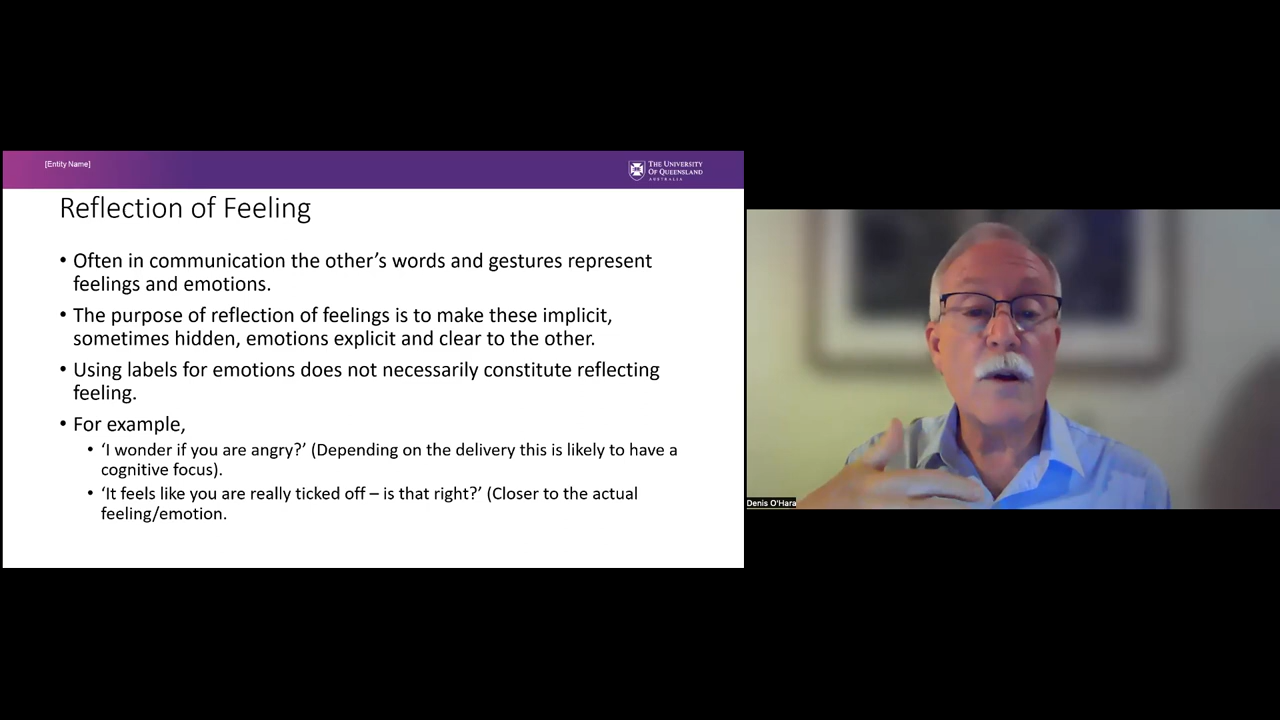 [Entity Name]
THE UNIVERSITY
OF QUEENSLAND
AUSTRALIA
Reflection of Feeling
• Often in communication the other’s words and gestures represent
feelings and emotions.
• The purpose of reflection of feelings is to make these implicit,
sometimes hidden, emotions explicit and clear to the other.
• Using labels for emotions does not necessarily constitute reflecting
feeling.
• For example,
• ‘I wonder if you are angry?’ (Depending on the delivery this is likely to have a
cognitive focus).
• ‘It feels like you are really ticked off – is that right?’ (Closer to the actual
feeling/emotion.
Denis O'Hara